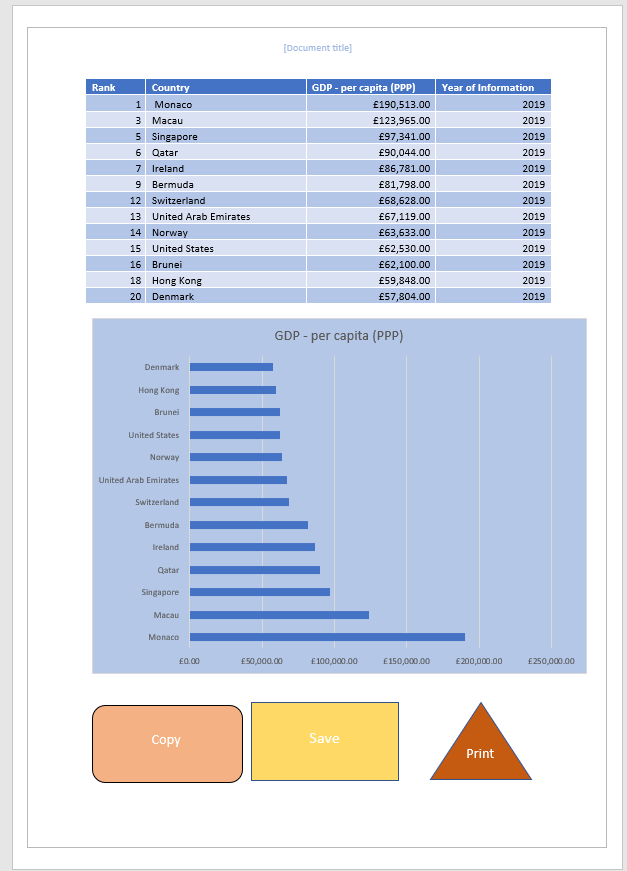 [Document title]
Rank Country GDP - per capita (PPP) Year of Information
1 Monaco £190,513.00 2019
3 Macau £123,965.00 2019
5 Singapore £97,341.00 2019
6 Qatar £90,044.00 2019
7 Ireland £86,781.00 2019
9 Bermuda £81,798.00 2019
12 Switzerland £68,628.00 2019
13 United Arab Emirates £67,119.00 2019
14 Norway £63,633.00 2019
15 United States £62,530.00 2019
16 Brunei £62,100.00 2019
18 Hong Kong £59,848.00 2019
20 Denmark £57,804.00 2019
GDP - per capita (PPP)
Denmark
Hong Kong
Brunei
United States
Norway
United Arab Emirates
Switzerland
Bermuda
Ireland
Qatar
Singapore
Macau
Monaco
£0.00 £50,000.00 £100,000.00 £150,000.00 £200,000.00 £250,000.00
Copy Save Print